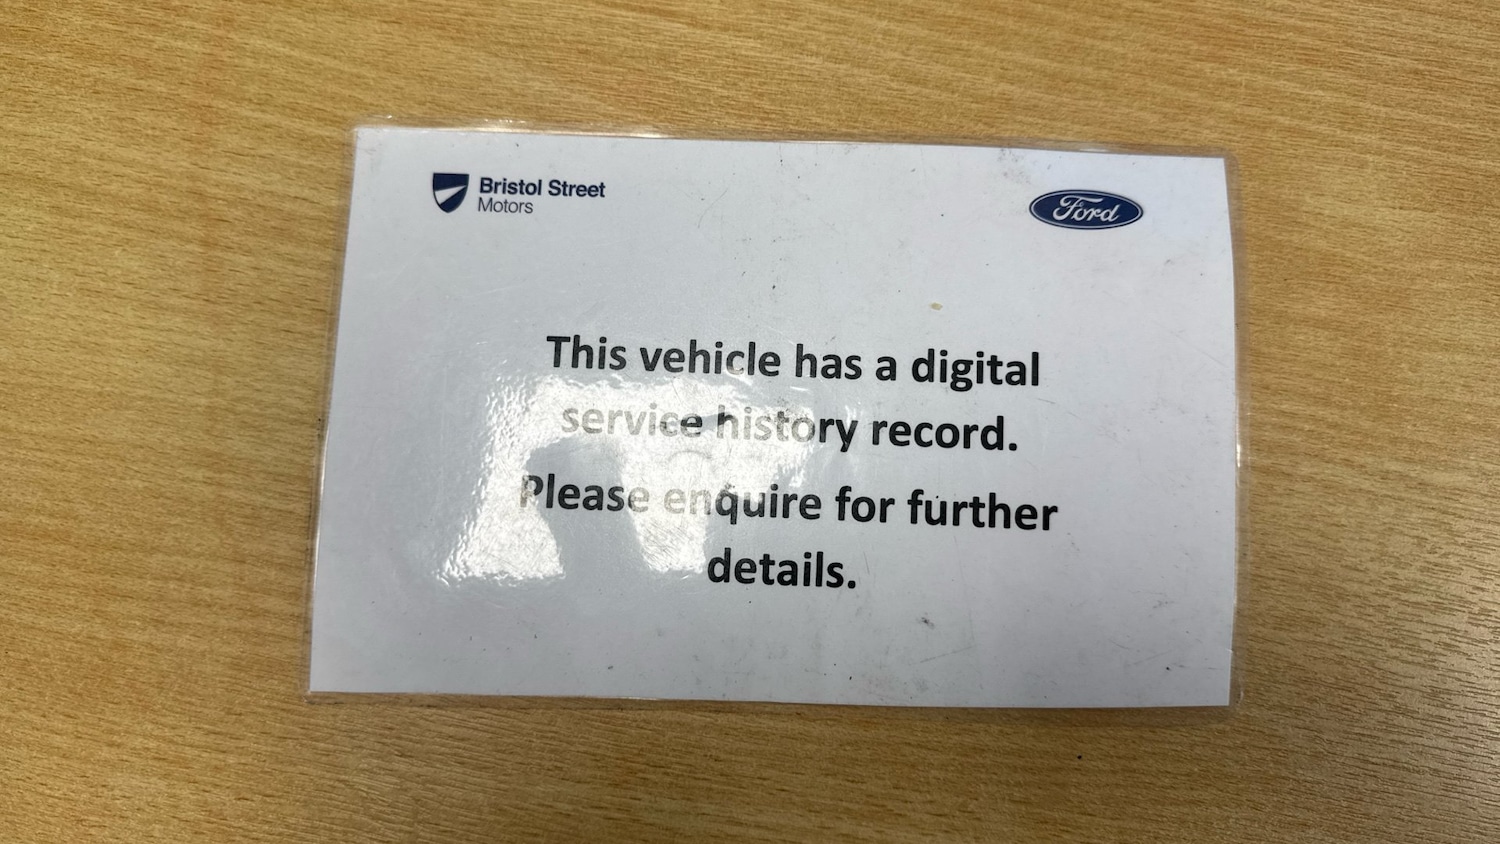 Bristol Street
Motors
Ford
This vehicle has a digital
service history record.
Please enquire for further
details.